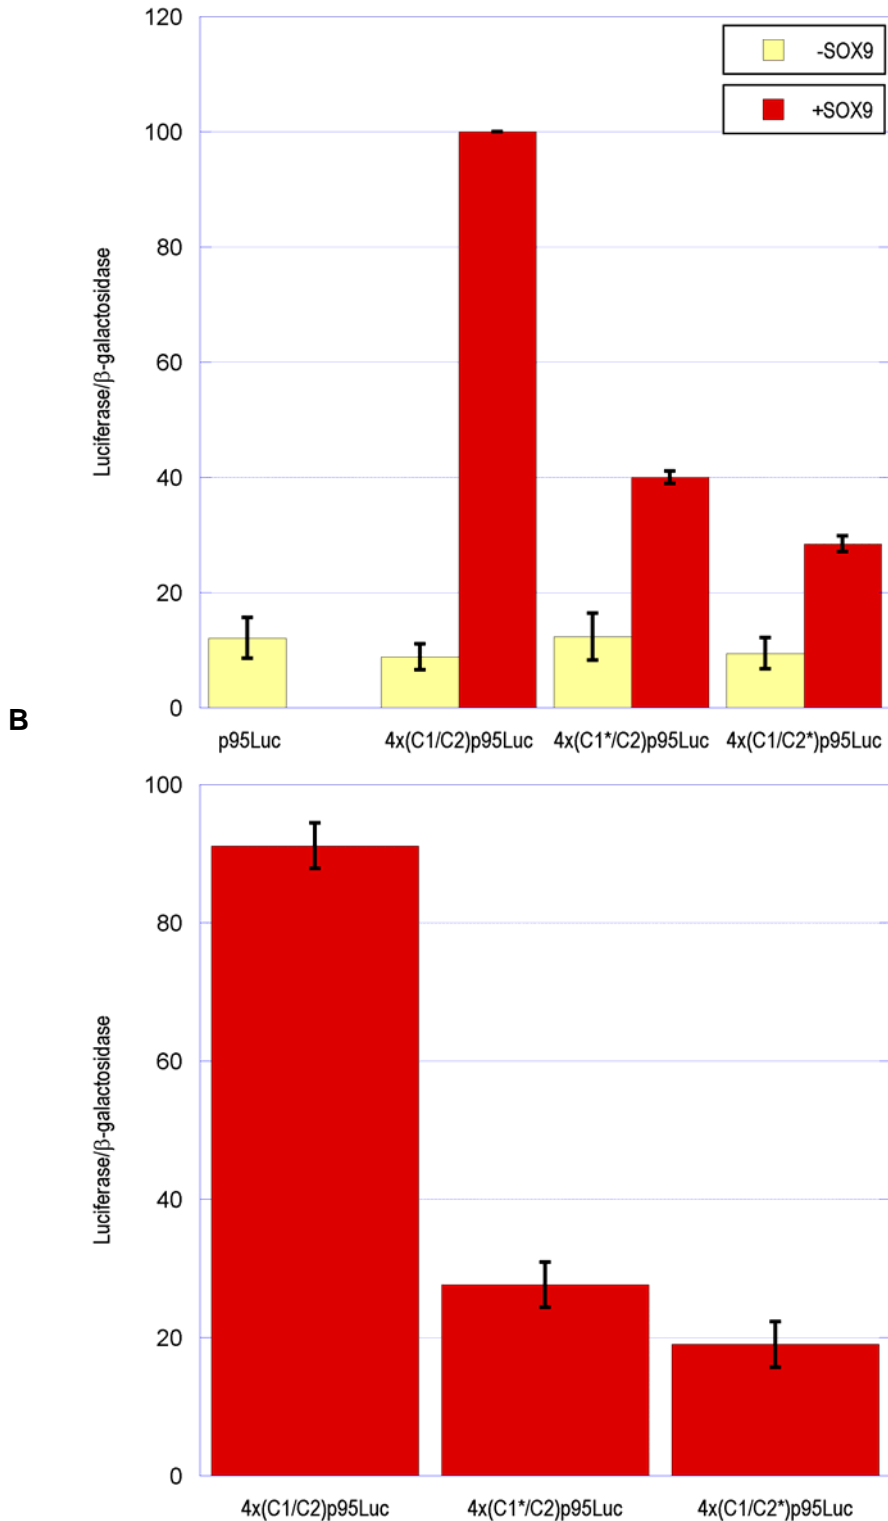 120
-SOX9
+SOX9
100
80
60
40
20
0
Luciferase/β-galactosidase
p95Luc 4x(C1/C2)p95Luc 4x(C1*/C2)p95Luc 4x(C1/C2*)p95Luc
B
100
80
60
40
20
0
Luciferase/β-galactosidase
4x(C1/C2)p95Luc 4x(C1*/C2)p95Luc 4x(C1/C2*)p95Luc